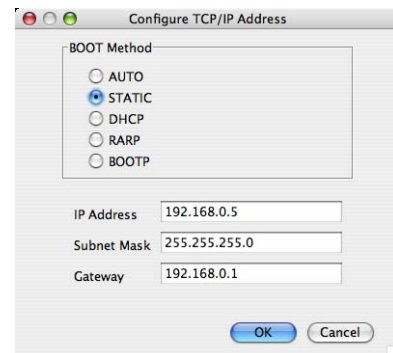 Configure TCP/IP Address
BOOT Method
AUTO
STATIC
DHCP
RARP
BOOTP
IP Address 192.168.0.5
Subnet Mask 255.255.255.0
Gateway 192.168.0.1
OK Cancel